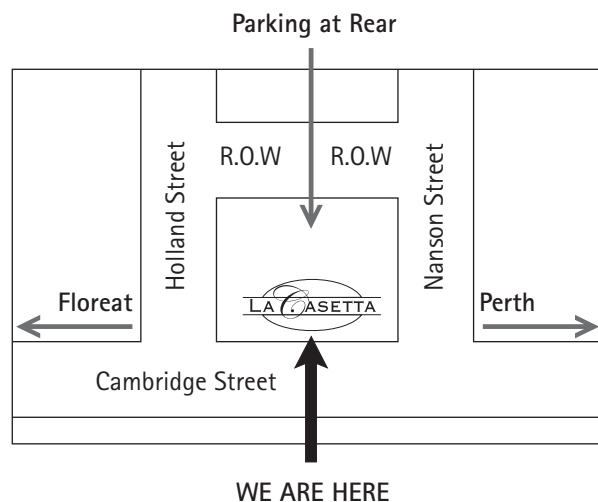 Parking at Rear
R.O.W R.O.W
Holland Street
Nanson Street
LA CASETTA
Floreat
Perth
Cambridge Street
WE ARE HERE